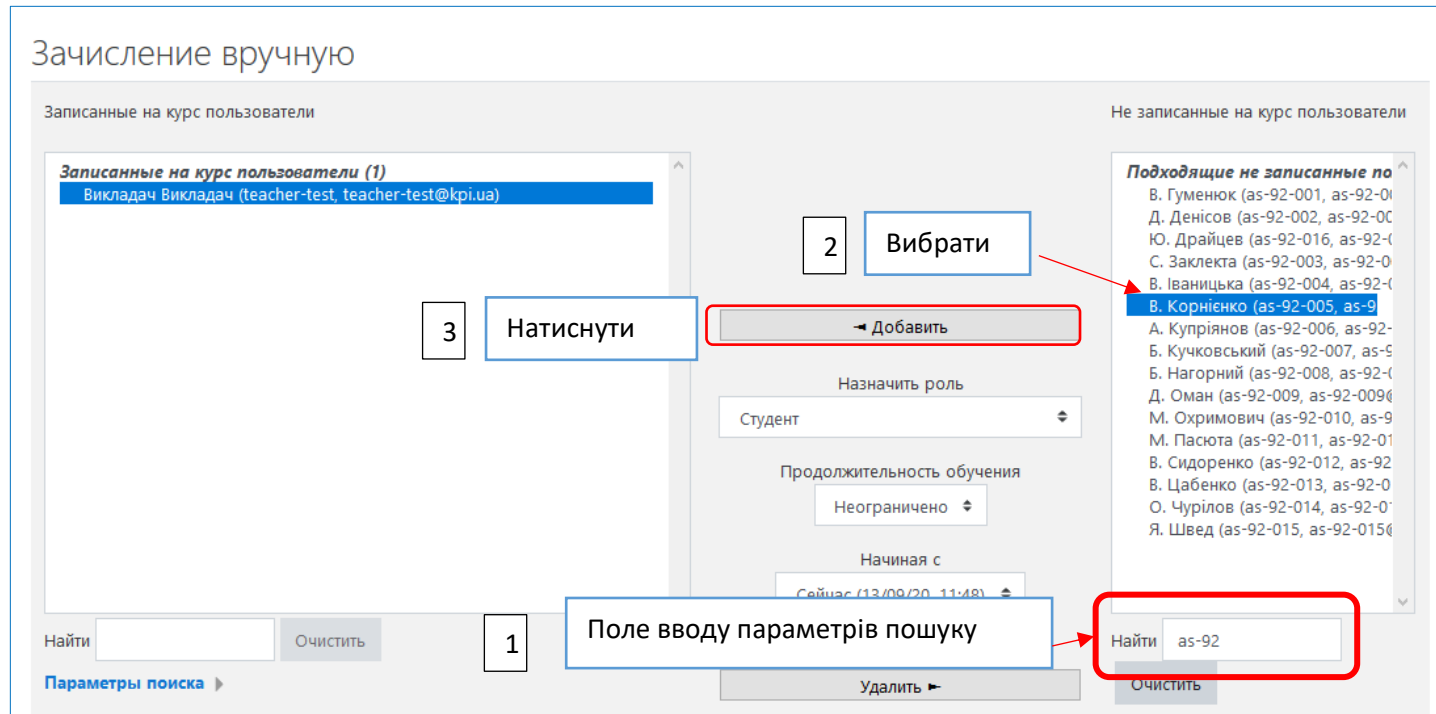 Зачисление вручную
Записанные на курс пользователи
Не записанные на курс пользователи
Записанные на курс пользователи (1)
Викладач Викладач (teacher-test, teacher-test@kpi.ua)
Подходящие не записанные по
В. Гуменюк (as-92-001, as-92-0
Д. Денісов (as-92-002, as-92-00
Ю. Драйцев (as-92-016, as-92-
С. Заклекта (as-92-003, as-92-0
В. Іваницька (as-92-004, as-92-
В. Корнієнко (as-92-005, as-9
А. Купріянов (as-92-006, as-92-
Б. Кучковський (as-92-007, as-9
Б. Нагорний (as-92-008, as-92-
Д. Оман (as-92-009, as-92-009@
М. Охримович (as-92-010, as-9
М. Пасюта (as-92-011, as-92-01
В. Сидоренко (as-92-012, as-92
В. Цабенко (as-92-013, as-92-0
О. Чурілов (as-92-014, as-92-0
Я. Швед (as-92-015, as-92-015@
2
Вибрати
3
Натиснути
Добавить
Назначить роль
Студент
Продолжительность обучения
Неограничено
Начиная с
Сейчас (13/09/20, 11:48)
1
Поле вводу параметрів пошуку
Найти
Очистить
Найти
as-92
Параметры поиска
Удалить
Очистить